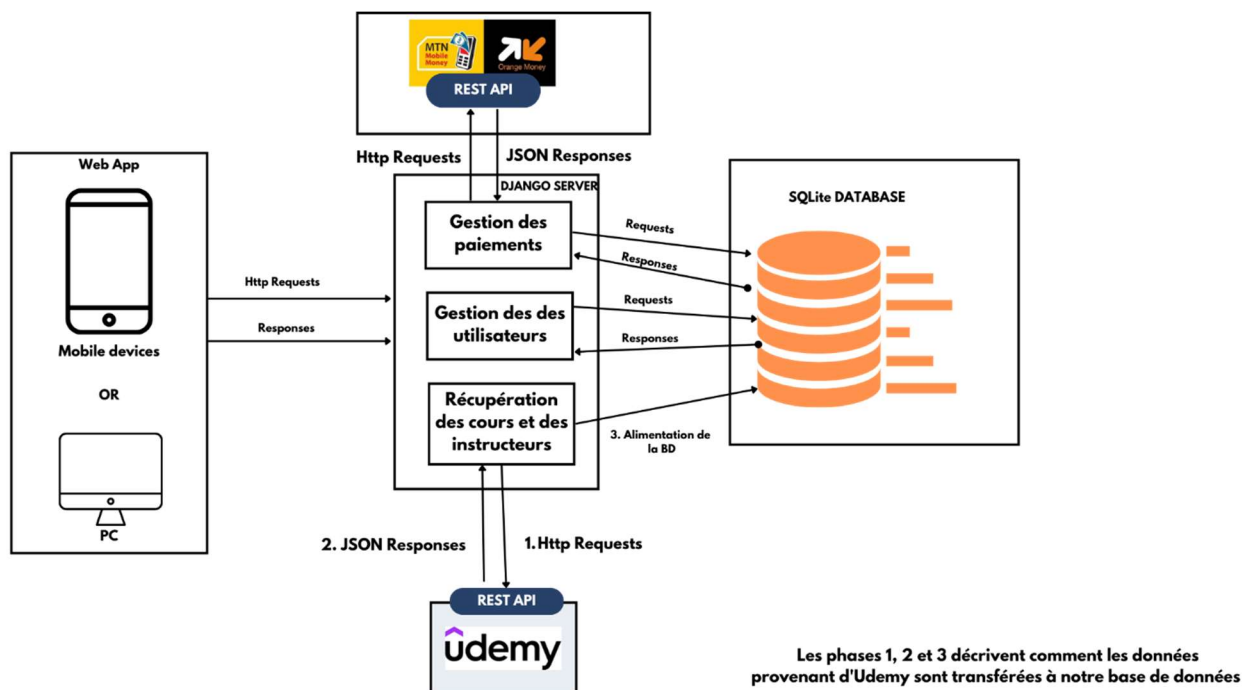 MTN
Mobile
Money
Orange Money
REST API
Http Requests
JSON Responses
Web App
Mobile devices
OR
PC
Http Requests
Responses
DJANGO SERVER
Gestion des
paiements
Gestion des des
utilisateurs
Récupération
des cours et des
instructeurs
Requests
Responses
Requests
Responses
3. Alimentation de
la BD
SQLite DATABASE
2. JSON Responses
1. Http Requests
REST API
ûdemy
Les phases 1, 2 et 3 décrivent comment les données
provenant d'Udemy sont transférées à notre base de données